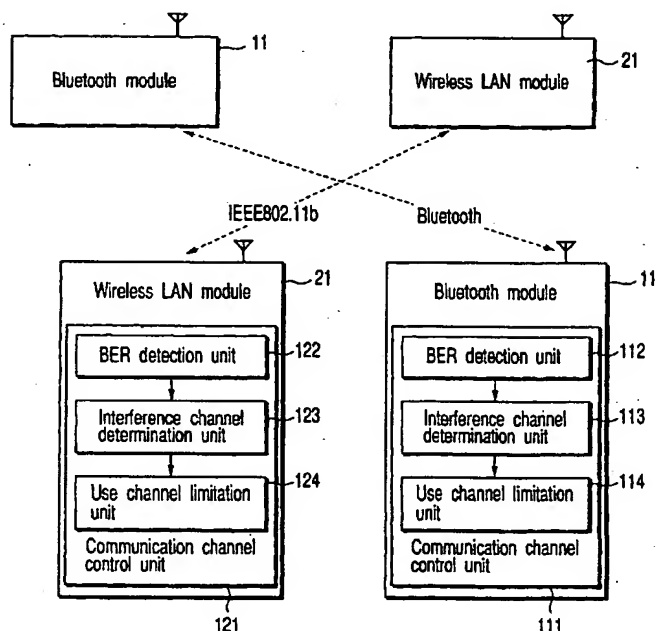 11
Bluetooth module
21
Wireless LAN module
IEEE802.11b
Bluetooth
Wireless LAN module
21
BER detection unit
122
Interference channel
determination unit
123
Use channel limitation
unit
124
Communication channel
control unit
121
Bluetooth module
11
BER detection unit
112
Interference channel
determination unit
113
Use channel limitation
unit
114
Communication channel
control unit
111